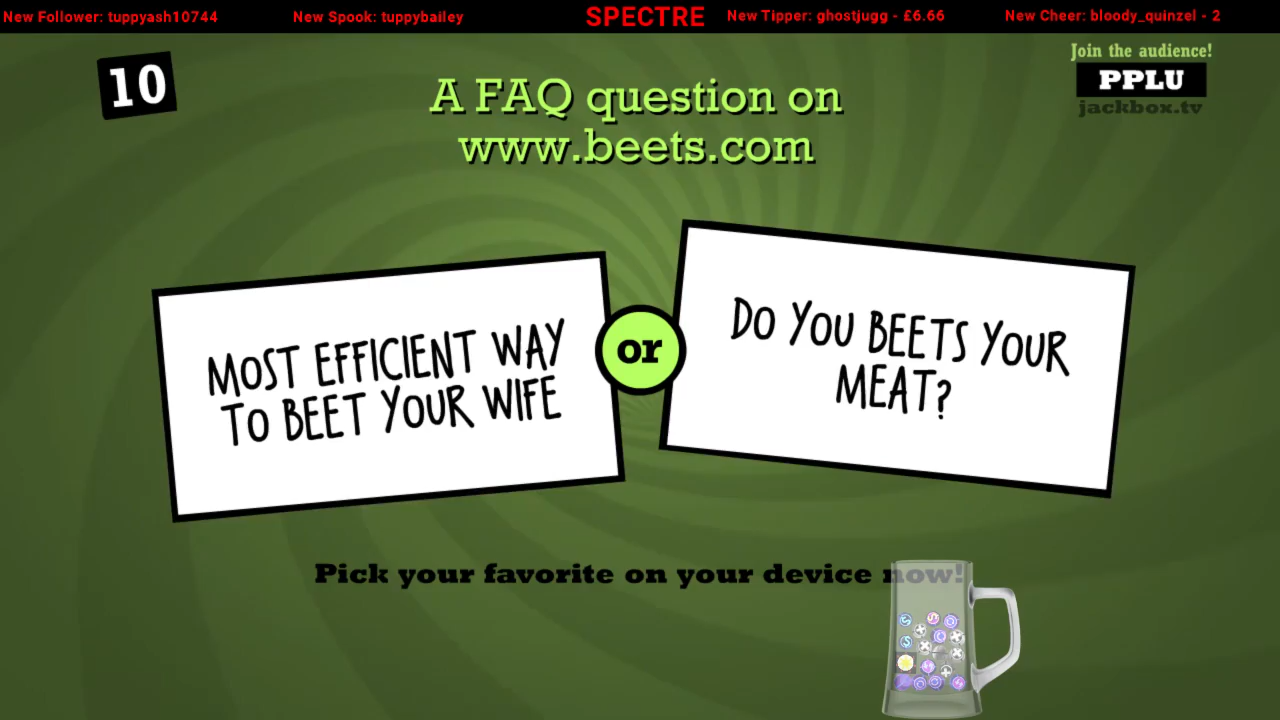 New Follower: tuppyash10744
New Spook: tuppybailey
SPECTRE
New Tipper: ghostjugg - £6.66
New Cheer: bloody_quinzel - 2
10
Join the audience!
PPLU
jackbox.tv
A FAQ question on
www.beets.com
MOST EFFICIENT WAY
TO BEET YOUR WIFE
or
DO YOU BEETS YOUR
MEAT?
Pick your favorite on your device now!